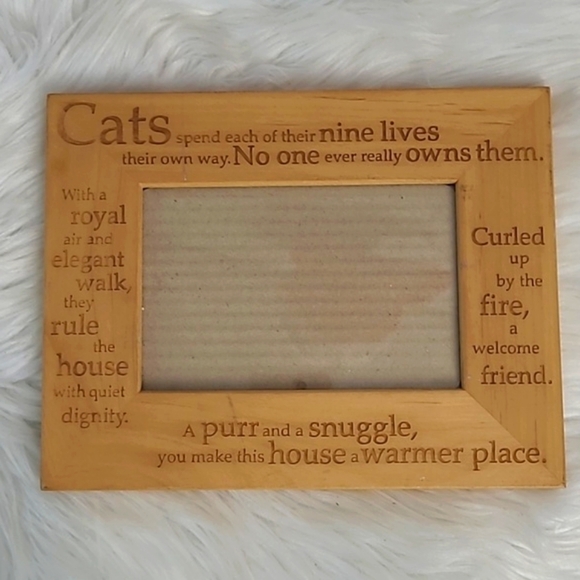 Cats spend each of their nine lives
their own way. No one ever really owns them.
With a
royal
air and
elegant
walk,
they
rule
the
house
with quiet
dignity.
Curled
up
by the
fire,
a
welcome
friend.
A purr and a snuggle,
you make this house a warmer place.